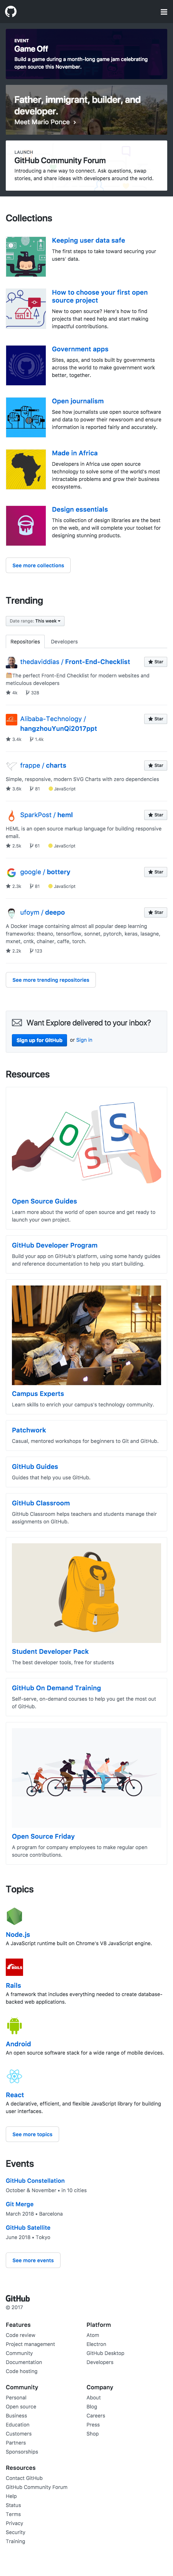 EVENT
Game Off
Build a game during a month-long game jam celebrating
open source this November.
Father, immigrant, builder, and
developer.
Meet Mario Ponce
LAUNCH
GitHub Community Forum
Introducing a new way to connect. Ask questions, swap
stories, and share ideas with developers around the world.
Collections
Keeping user data safe
The first steps to take toward securing your
users' data.
How to choose your first open
source project
New to open source? Here's how to find
projects that need help and start making
impactful contributions.
Government apps
Sites, apps, and tools built by governments
across the world to make government work
better, together.
Open journalism
See how journalists use open source software
and data to power their newsroom and ensure
information is reported fairly and accurately.
Made in Africa
Developers in Africa use open source
technology to solve some of the world's most
intractable problems and grow their business
ecosystems.
Design essentials
This collection of design libraries are the best
on the web, and will complete your toolset for
designing stunning products.
See more collections
Trending
Date range: This week
Repositories Developers
thedaviddias / Front-End-Checklist Star
The perfect Front-End Checklist for modern websites and
meticulous developers
4k 328
Alibaba-Technology / Star
hangzhouYunQi2017ppt
3.4k 1.4k
frappe / charts Star
Simple, responsive, modern SVG Charts with zero dependencies
3.6k 81 JavaScript
SparkPost / heml Star
HEML is an open source markup language for building responsive
email.
2.5k 61 JavaScript
google / bottery Star
2.3k 81 JavaScript
ufoym / deepo Star
A Docker image containing almost all popular deep learning
frameworks: theano, tensorflow, sonnet, pytorch, keras, lasagne,
mxnet, cntk, chainer, caffe, torch.
2.2k 123
See more trending repositories
Want Explore delivered to your inbox?
Sign up for GitHub or Sign in
Resources
O S S
Open Source Guides
Learn more about the world of open source and get ready to
launch your own project.
GitHub Developer Program
Build your app on GitHub's platform, using some handy guides
and reference documentation to help you start building.
Campus Experts
Learn skills to enrich your campus's technology community.
Patchwork
Casual, mentored workshops for beginners to Git and GitHub.
GitHub Guides
Guides that help you use GitHub.
GitHub Classroom
GitHub Classroom helps teachers and students manage their
assignments on GitHub.
Student Developer Pack
The best developer tools, free for students
GitHub On Demand Training
Self-serve, on-demand courses to help you get the most out
of GitHub.
Open Source Friday
A program for company employees to make regular open
source contributions.
Topics
Node.js
A JavaScript runtime built on Chrome's V8 JavaScript engine.
Rails
A framework that includes everything needed to create database-
backed web applications.
Android
An open source software stack for a wide range of mobile devices.
React
A declarative, efficient, and flexible JavaScript library for building
user interfaces.
See more topics
Events
GitHub Constellation
October & November • in 10 cities
Git Merge
March 2018 • Barcelona
GitHub Satellite
June 2018 • Tokyo
See more events
GitHub
© 2017
Features
Code review
Project management
Community
Documentation
Code hosting
Platform
Atom
Electron
GitHub Desktop
Developers
Community
Personal
Open source
Business
Education
Customers
Partners
Sponsorships
Company
About
Blog
Careers
Press
Shop
Resources
Contact GitHub
GitHub Community Forum
Help
Status
Terms
Privacy
Security
Training